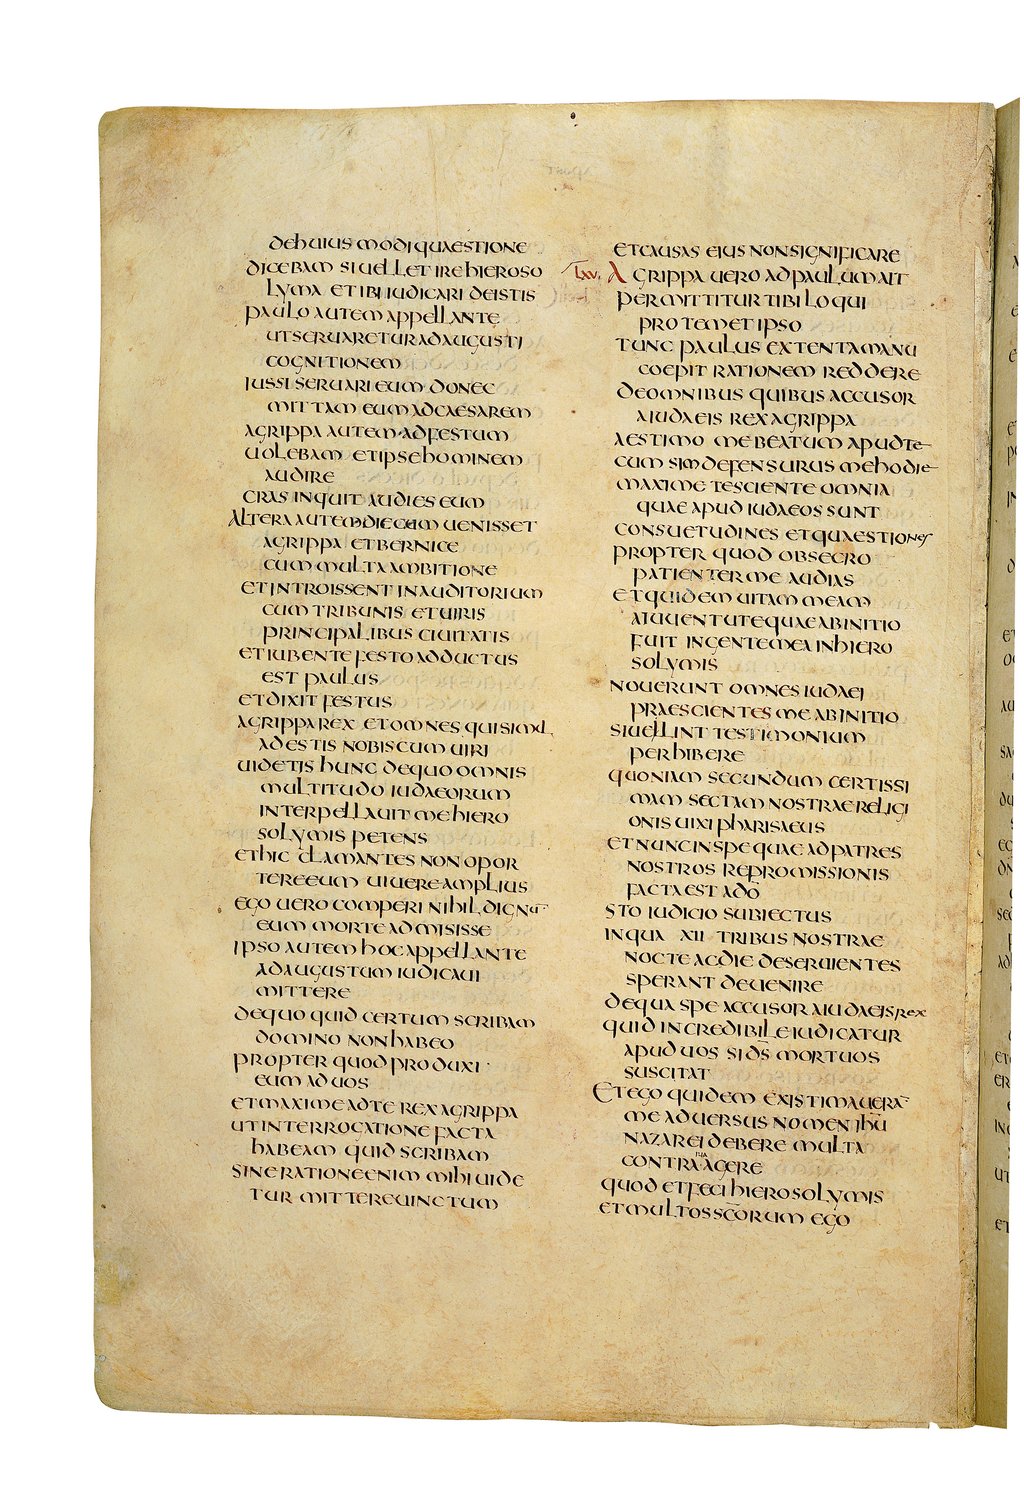 dehuius modi quaestione
dicebam si uellet ire hieroso
lyma et ibi iudicari de istis
paulo autem appellante
ut seruaretur ad augusti
cognitionem
iussi seruari eum donec
mittam eum ad caesarem
agrippa autem ad festum
uolebam et ipse hominem
audire
cras inquit audies eum
altera autem die cum uenisset
agrippa et bernice
cum multa ambitione
et introissent in auditorium
cum tribunis et uiris
principalibus ciuitatis
et iubente festo adductus
est paulus
et dixit festus
agrippa rex et omnes qui simul
adestis nobiscum uiri
uidetis hunc de quo omnis
multitudo iudaeorum
interpellauit me hiero
solymis petens
et hic clamantes non opor
tere eum uiuere amplius
ego uero comperi nihil dignū
eum morte admisisse
ipso autem hoc appellante
ad augustum iudicaui
mittere
de quo quid certum scribam
domino non habeo
propter quod produxi
eum ad uos
et maxime ad te rex agrippa
ut interrogatione facta
habeam quid scribam
sine ratione enim mihi uide
tur mittere uinctum
et causas eius non significare
lxv. agrippa uero ad paulum ait
permittitur tibi loqui
pro temet ipso
tunc paulus extenta manu
coepit rationem reddere
de omnibus quibus accusor
a iudaeis rex agrippa
aestimo me beatum apud te
cum sim defensurus me hodie
maxime te sciente omnia
quae apud iudaeos sunt
consuetudines et quaestiones
propter quod obsecro
patienter me audias
et quidem uitam meam
a iuuentute quae ab initio
fuit in gente mea in hiero
solymis
nouerunt omnes iudaei
praescientes me ab initio
si uellint testimonium
perhibere
quoniam secundum certissi
mam sectam nostrae religi
onis uixi pharisaeus
et nunc in spe quae ad patres
nostros repromissionis
facta est a dō
sto iudicio subiectus
in qua xii tribus nostrae
nocte ac die deseruientes
sperant deuenire
de qua spe accusor a iudaeis rex
quid incredibile iudicatur
apud uos si ds̄ mortuos
suscitat
et ego quidem existimauerā
me aduersus nomen ihū
nazarei debere multa
contraria agere
quod et feci hierosolymis
et multos scōrum ego